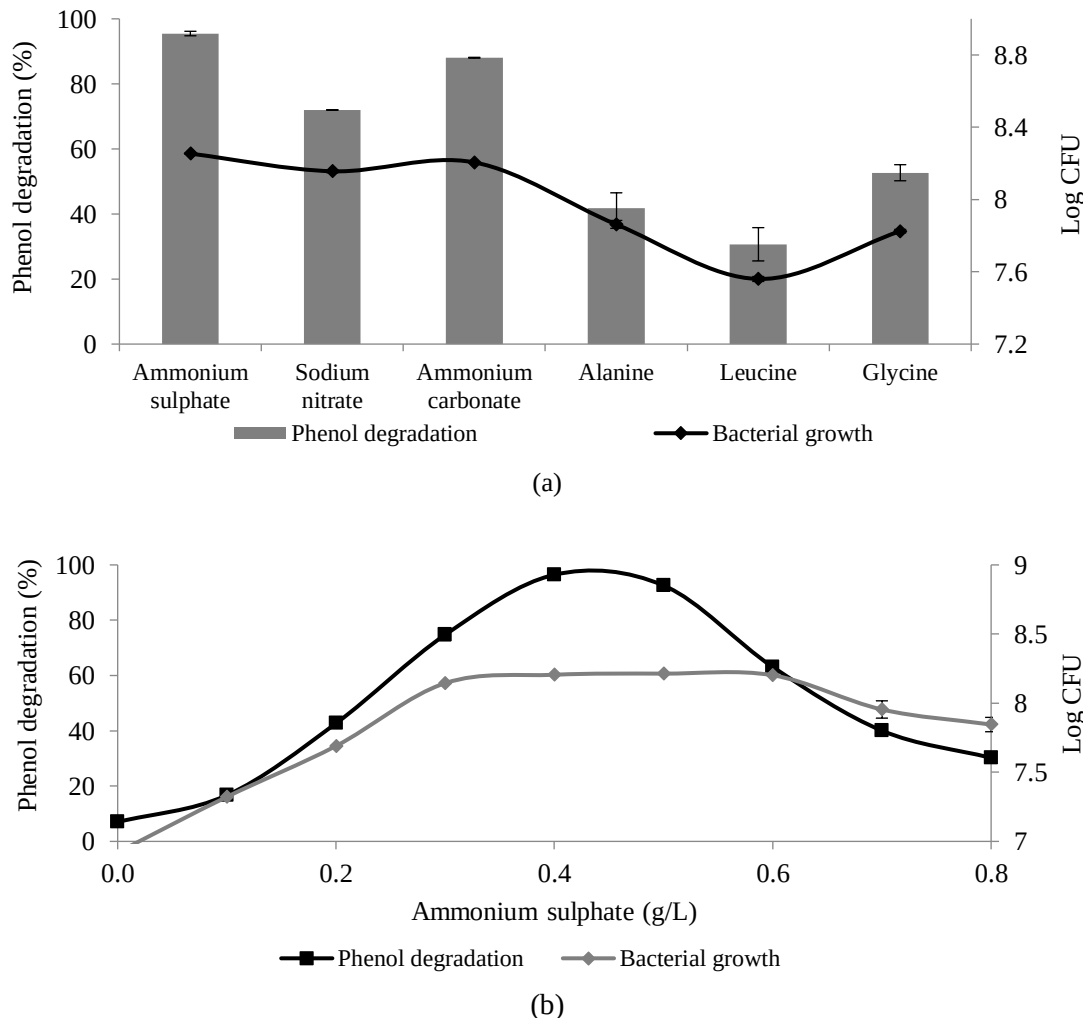 100
80
60
40
20
0
Phenol degradation (%)
8.8
8.4
8
7.6
7.2
Log CFU
Ammonium sulphate
Sodium nitrate
Ammonium carbonate
Alanine
Leucine
Glycine
Phenol degradation
Bacterial growth
(a)
100
80
60
40
20
0
Phenol degradation (%)
9
8.5
8
7.5
7
Log CFU
0.0 0.2 0.4 0.6 0.8
Ammonium sulphate (g/L)
Phenol degradation
Bacterial growth
(b)